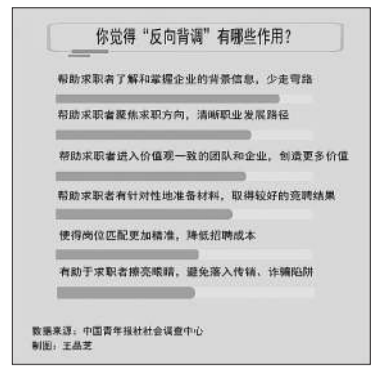 你觉得“反向背调”有哪些作用？
帮助求职者了解和掌握企业的背景信息，少走弯路
帮助求职者聚焦求职方向，清晰职业发展路径
帮助求职者进入价值观一致的团队和企业，创造更多价值
帮助求职者有针对性地准备材料，取得较好的竞聘结果
使得岗位匹配更加精准，降低招聘成本
有助于求职者擦亮眼睛，避免落入传销、诈骗陷阱
数据来源：中国青年报社社会调查中心
制图：王晶芝